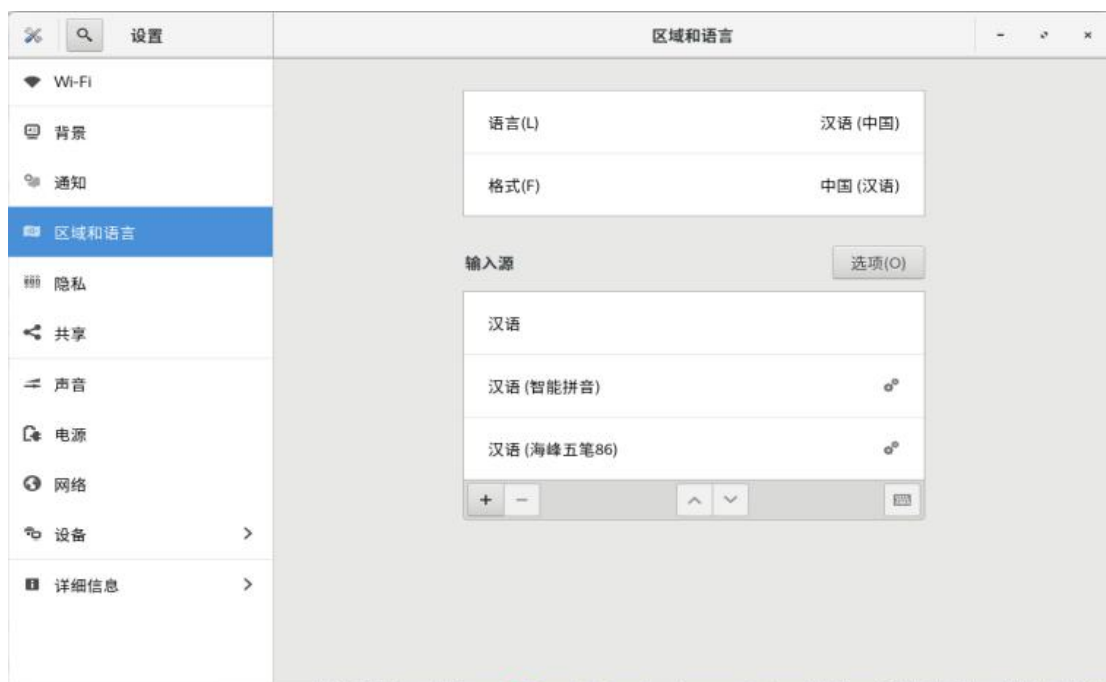 设置
区域和语言
Wi-Fi
背景
通知
区域和语言
隐私
共享
声音
电源
网络
设备
详细信息
语言(L) 汉语 (中国)
格式(F) 中国 (汉语)
输入源 选项(O)
汉语
汉语 (智能拼音)
汉语 (海峰五笔86)